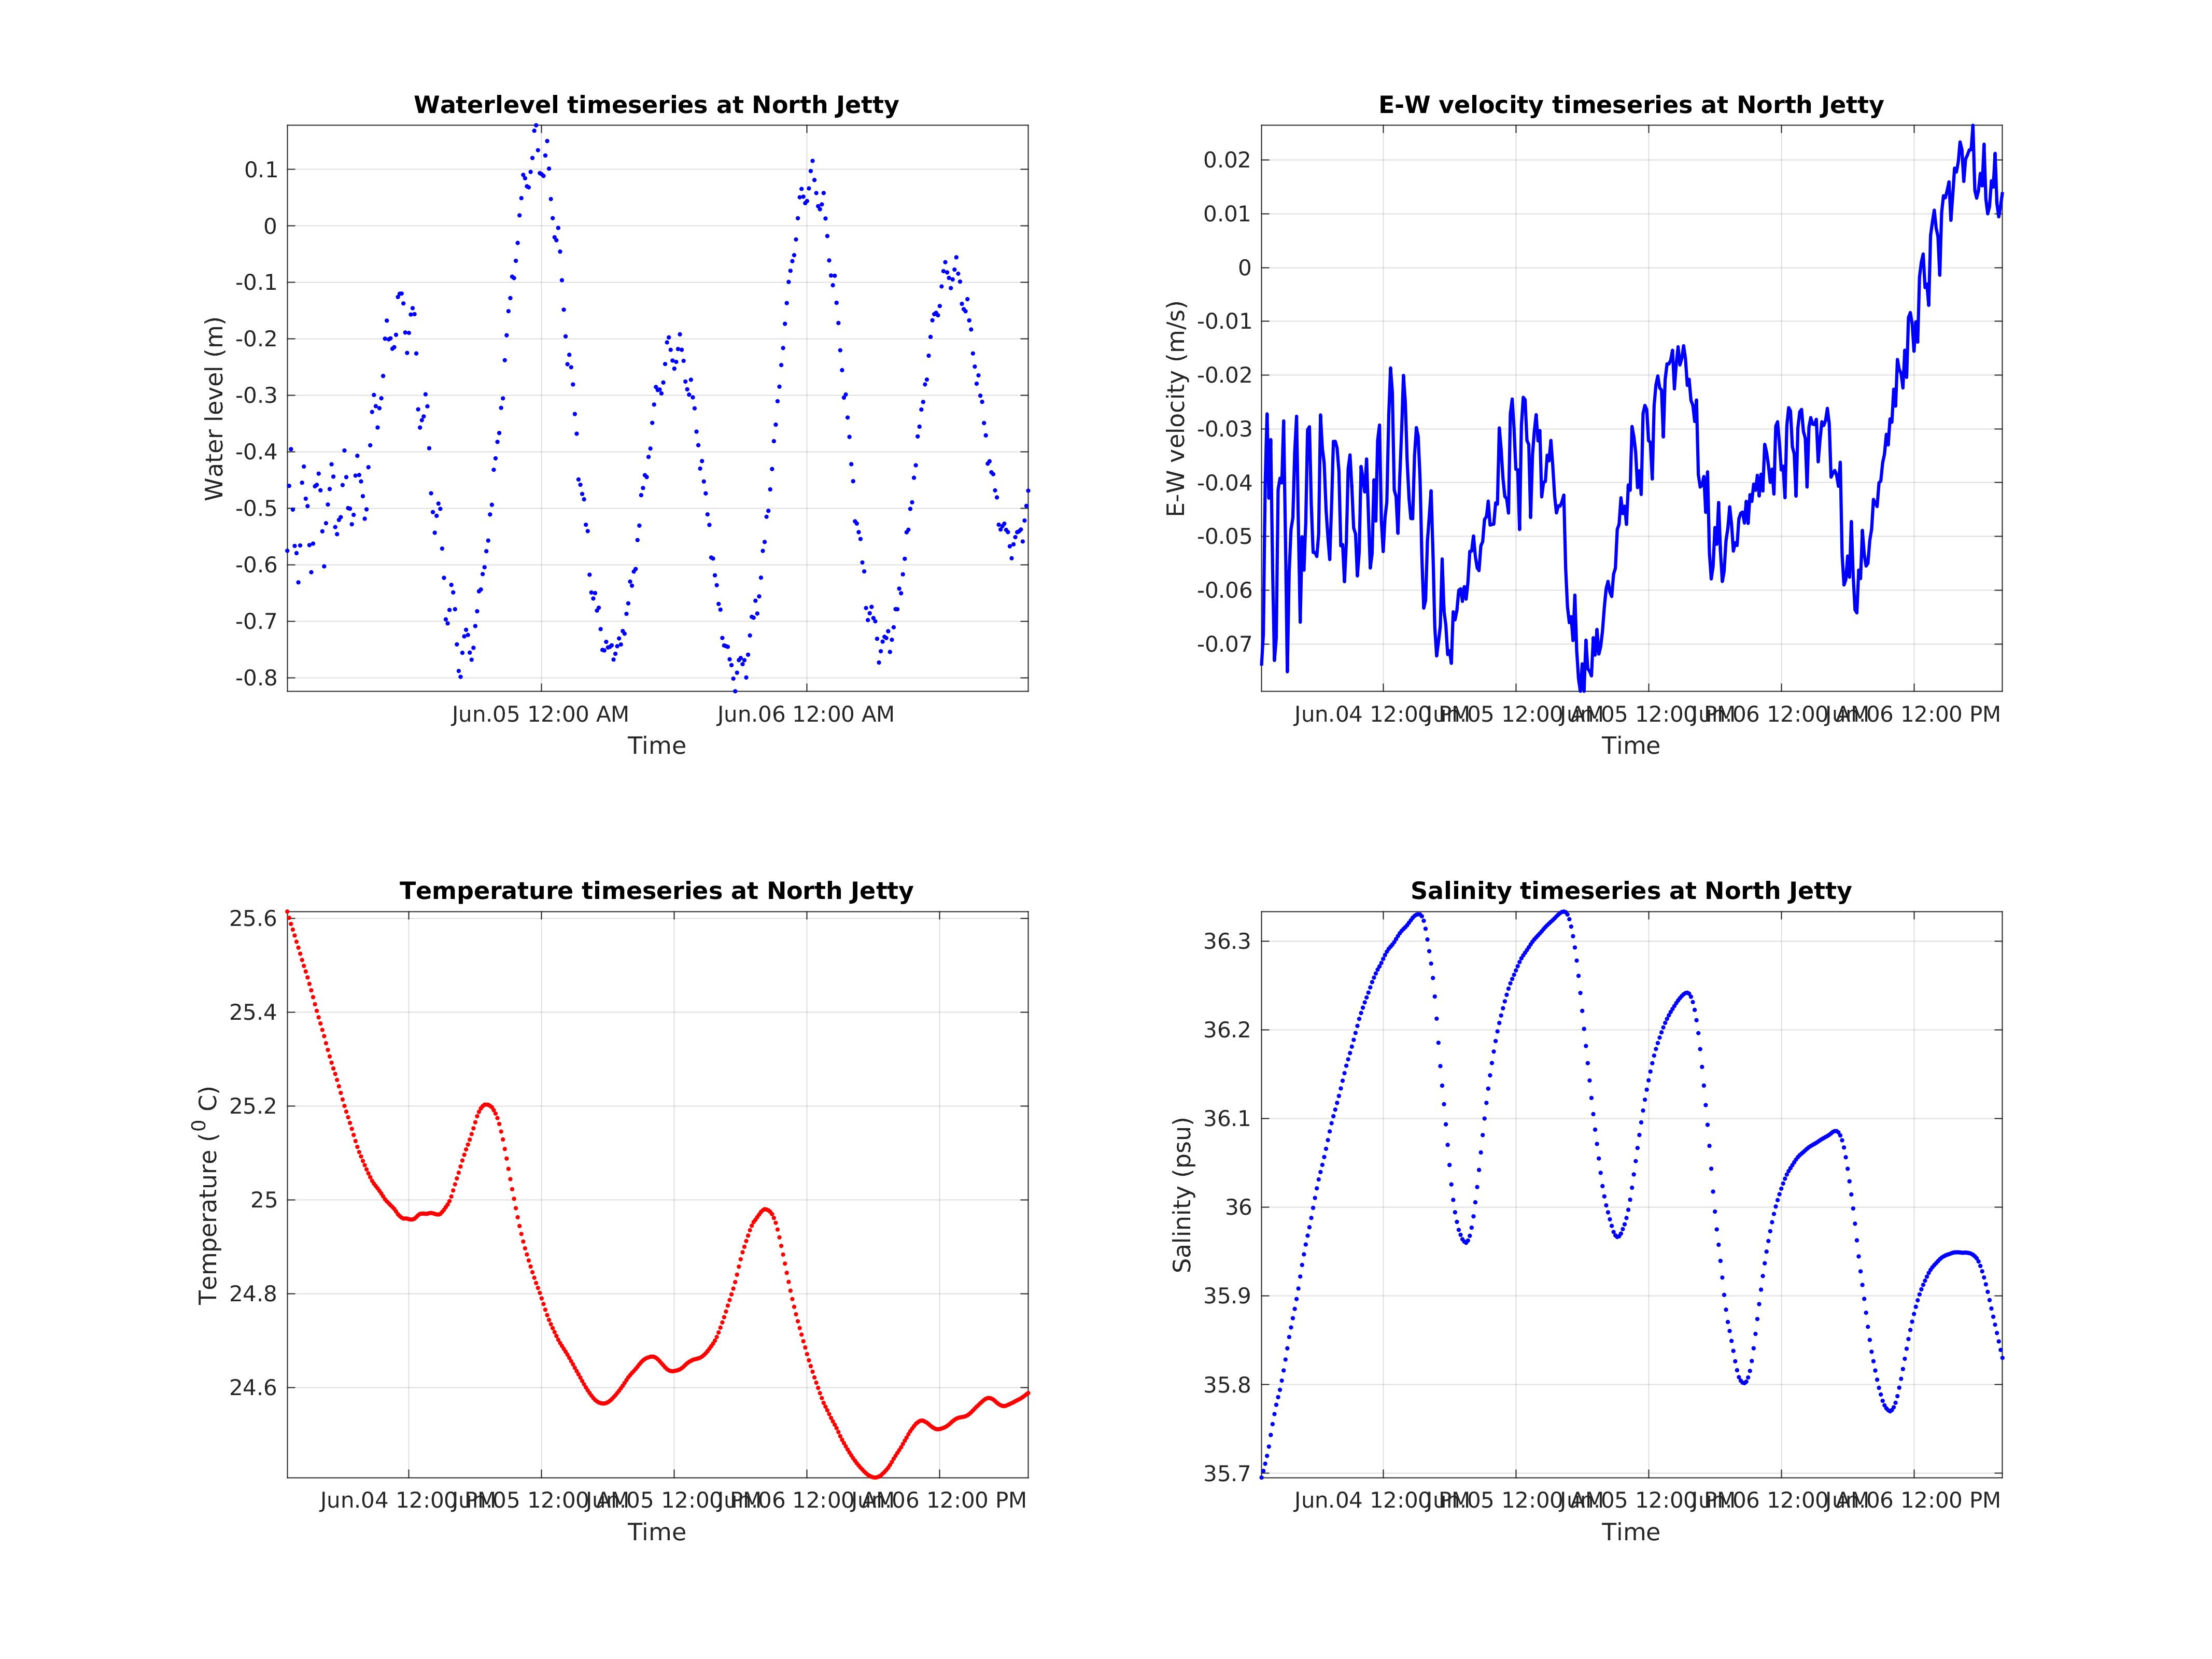 Waterlevel timeseries at North Jetty
0.1
0
-0.1
-0.2
-0.3
-0.4
-0.5
-0.6
-0.7
-0.8
Water level (m)
Jun.05 12:00 AM Jun.06 12:00 AM
Time
E-W velocity timeseries at North Jetty
0.02
0.01
0
-0.01
-0.02
-0.03
-0.04
-0.05
-0.06
-0.07
E-W velocity (m/s)
Jun.04 12:00 PM Jun.05 12:00 AM Jun.05 12:00 PM Jun.06 12:00 AM Jun.06 12:00 PM
Time
Temperature timeseries at North Jetty
25.6
25.4
25.2
25
24.8
24.6
Temperature (⁰ C)
Jun.04 12:00 PM Jun.05 12:00 AM Jun.05 12:00 PM Jun.06 12:00 AM Jun.06 12:00 PM
Time
Salinity timeseries at North Jetty
36.3
36.2
36.1
36
35.9
35.8
35.7
Salinity (psu)
Jun.04 12:00 PM Jun.05 12:00 AM Jun.05 12:00 PM Jun.06 12:00 AM Jun.06 12:00 PM
Time